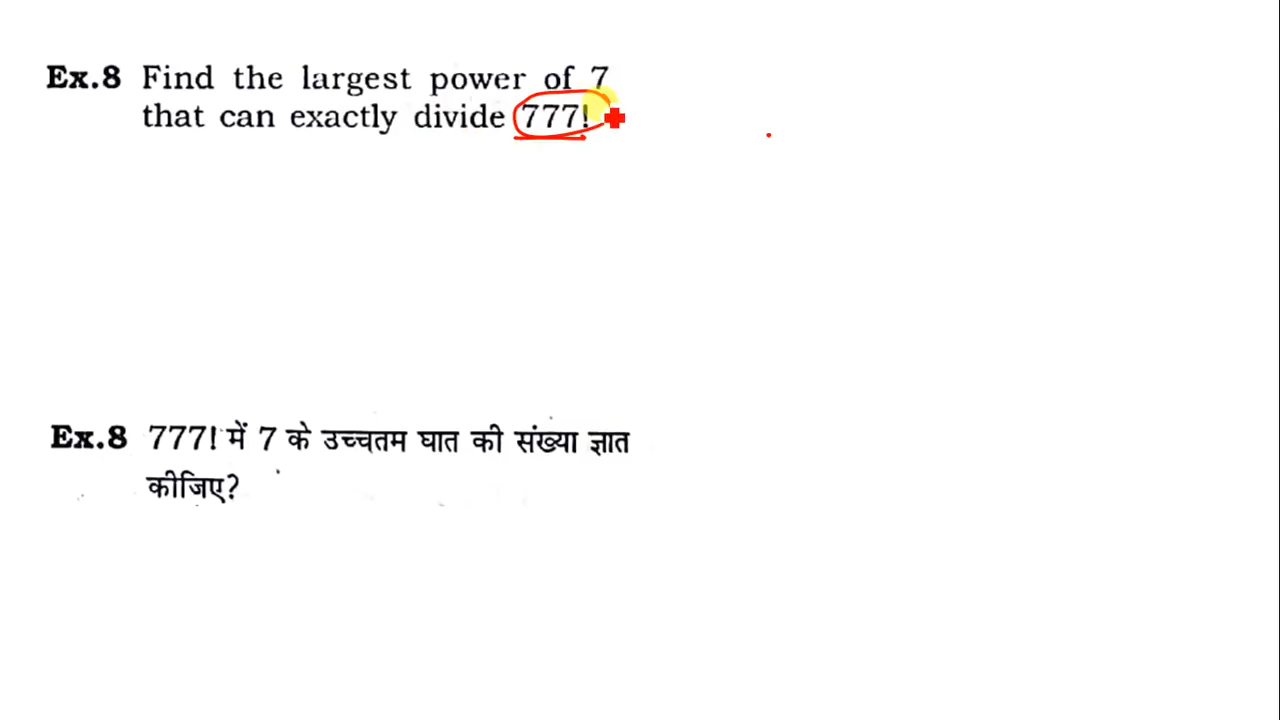 Ex.8 Find the largest power of 7
that can exactly divide 777!
Ex.8 777! में 7 के उच्चतम घात की संख्या ज्ञात
कीजिए?